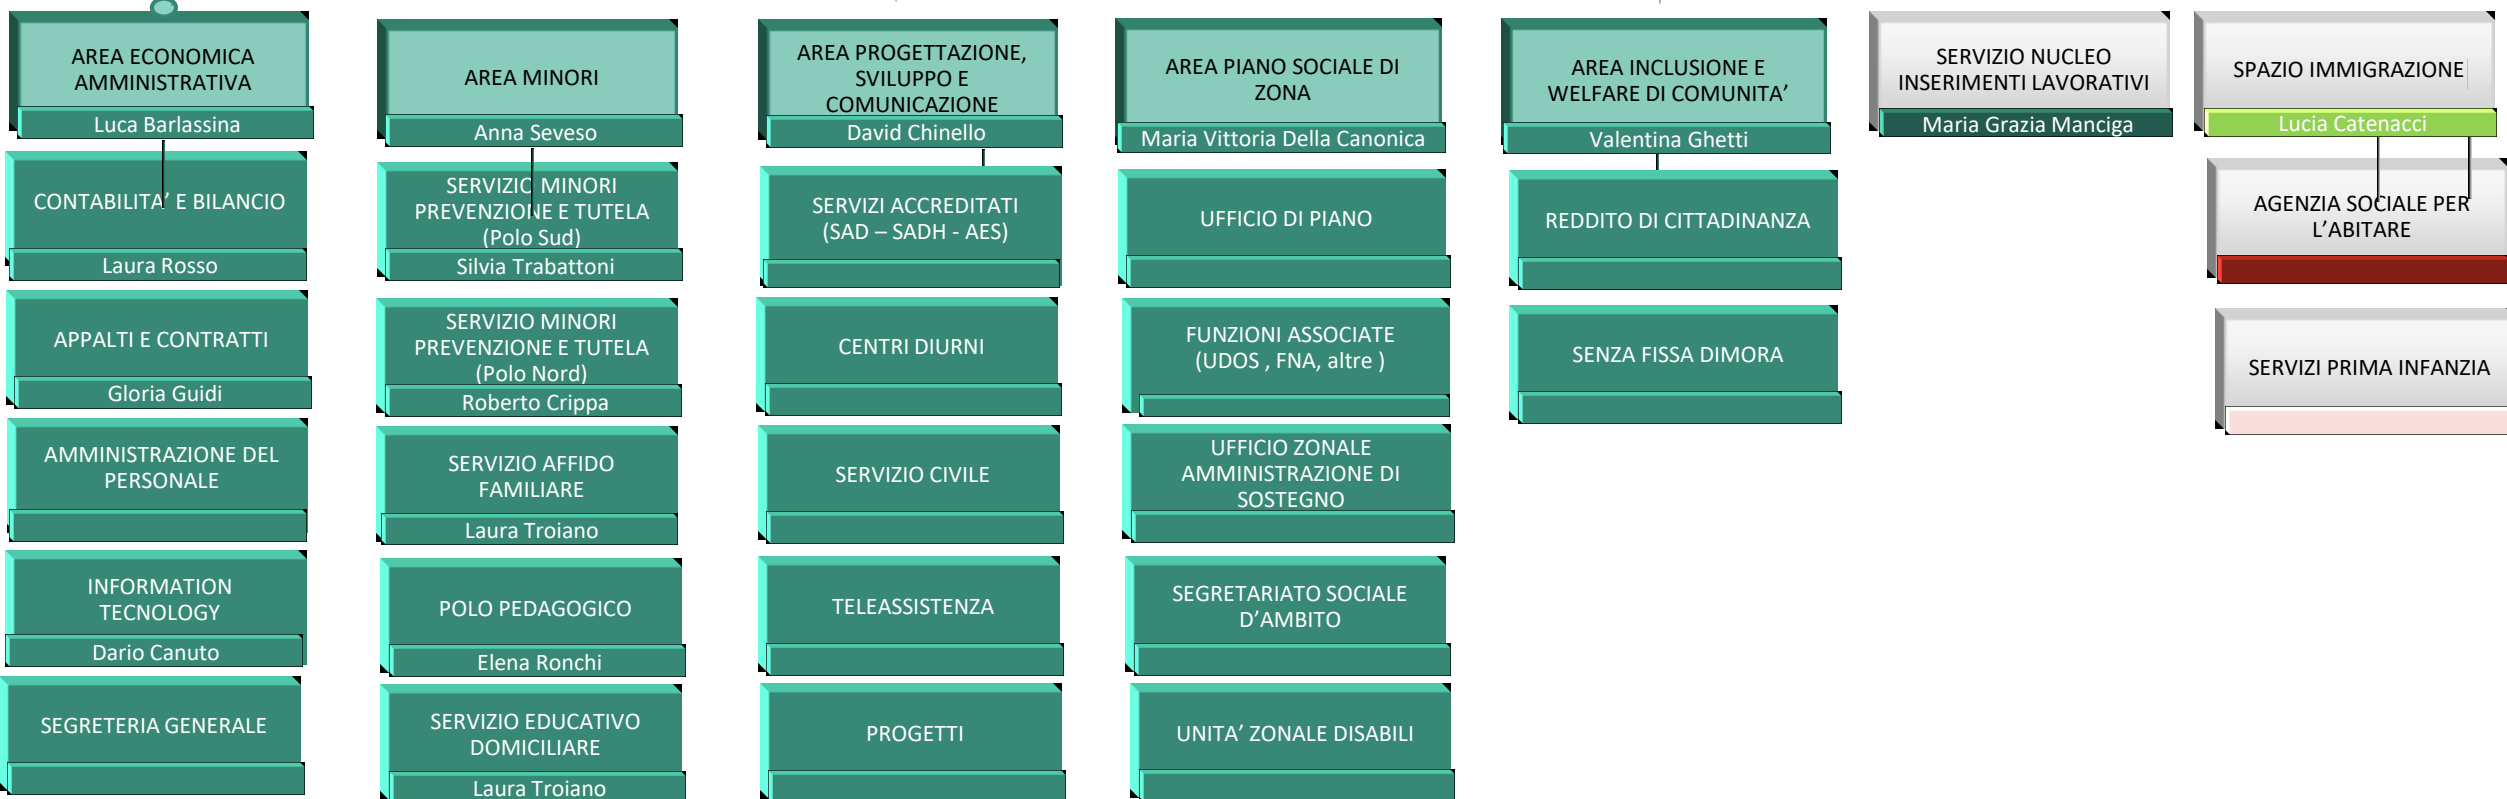 AREA ECONOMICA
AMMINISTRATIVA
Luca Barlassina
CONTABILITA’ E BILANCIO
Laura Rosso
APPALTI E CONTRATTI
Gloria Guidi
AMMINISTRAZIONE DEL
PERSONALE
INFORMATION
TECNOLOGY
Dario Canuto
SEGRETERIA GENERALE
AREA MINORI
Anna Seveso
SERVIZIO MINORI
PREVENZIONE E TUTELA
(Polo Sud)
Silvia Trabattoni
SERVIZIO MINORI
PREVENZIONE E TUTELA
(Polo Nord)
Roberto Crippa
SERVIZIO AFFIDO
FAMILIARE
Laura Troiano
POLO PEDAGOGICO
Elena Ronchi
SERVIZIO EDUCATIVO
DOMICILIARE
Laura Troiano
AREA PROGETTAZIONE,
SVILUPPO E
COMUNICAZIONE
David Chinello
SERVIZI ACCREDITATI
(SAD – SADH - AES)
CENTRI DIURNI
SERVIZIO CIVILE
TELEASSISTENZA
PROGETTI
AREA PIANO SOCIALE DI
ZONA
Maria Vittoria Della Canonica
UFFICIO DI PIANO
FUNZIONI ASSOCIATE
(UDOS , FNA, altre )
UFFICIO ZONALE
AMMINISTRAZIONE DI
SOSTEGNO
SEGRETARIATO SOCIALE
D’AMBITO
UNITA’ ZONALE DISABILI
AREA INCLUSIONE E
WELFARE DI COMUNITA’
Valentina Ghetti
REDDITO DI CITTADINANZA
SENZA FISSA DIMORA
SERVIZIO NUCLEO
INSERIMENTI LAVORATIVI
Maria Grazia Manciga
SPAZIO IMMIGRAZIONE
Lucia Catenacci
AGENZIA SOCIALE PER
L’ABITARE
SERVIZI PRIMA INFANZIA